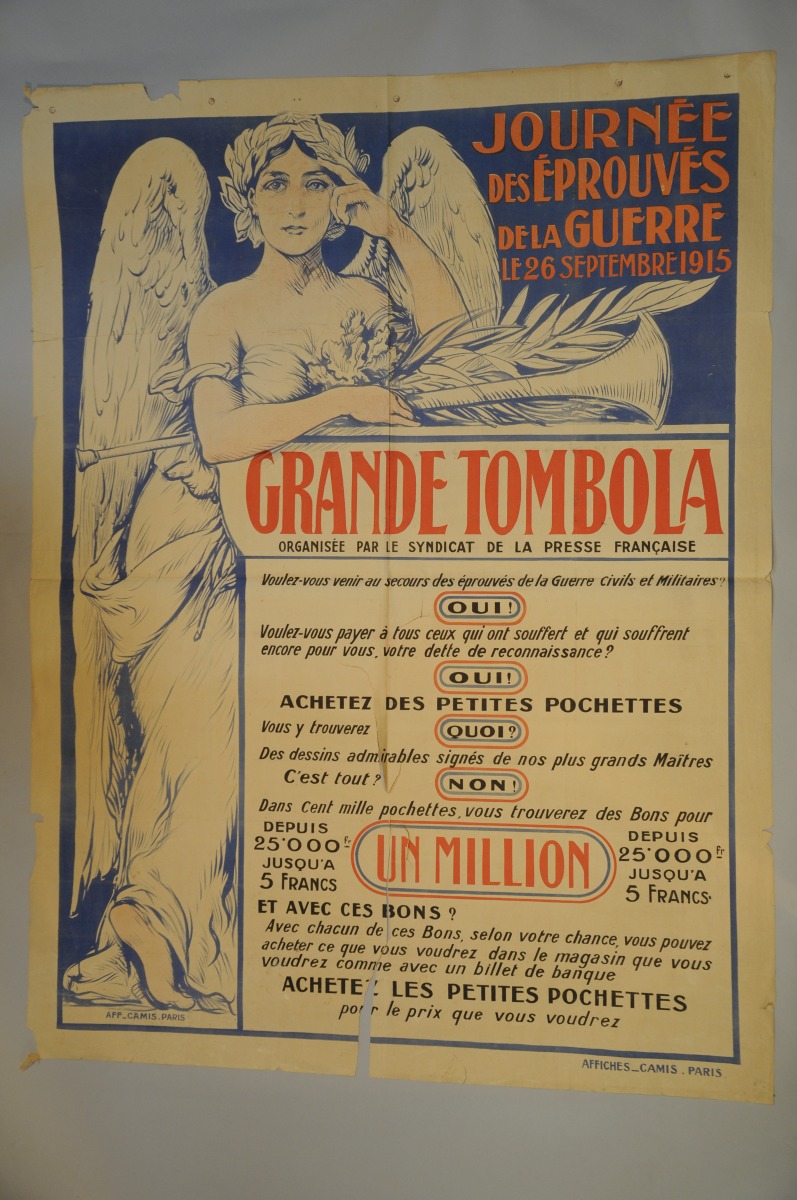 JOURNÉE
DES ÉPROUVÉS
DE LA GUERRE
LE 26 SEPTEMBRE 1915
GRANDE TOMBOLA
ORGANISÉE PAR LE SYNDICAT DE LA PRESSE FRANÇAISE
Voulez-vous venir au secours des éprouvés de la Guerre Civils et Militaires?
OUI!
Voulez-vous payer à tous ceux qui ont souffert et qui souffrent
encore pour vous, votre dette de reconnaissance?
OUI!
ACHETEZ DES PETITES POCHETTES
Vous y trouverez QUOI?
Des dessins admirables signés de nos plus grands Maîtres
C'est tout? NON!
Dans Cent mille pochettes, vous trouverez des Bons pour
UN MILLION
DEPUIS
25'000 Fr
JUSQU'A
5 FRANCS
DEPUIS
25'000 Fr
JUSQU'A
5 FRANCS.
ET AVEC CES BONS?
Avec chacun de ces Bons, selon votre chance, vous pouvez
acheter ce que vous voudrez dans le magasin que vous
voudrez comme avec un billet de banque
ACHETEZ LES PETITES POCHETTES
pour le prix que vous voudrez
AFF_CAMIS.PARIS
AFFICHES_CAMIS.PARIS